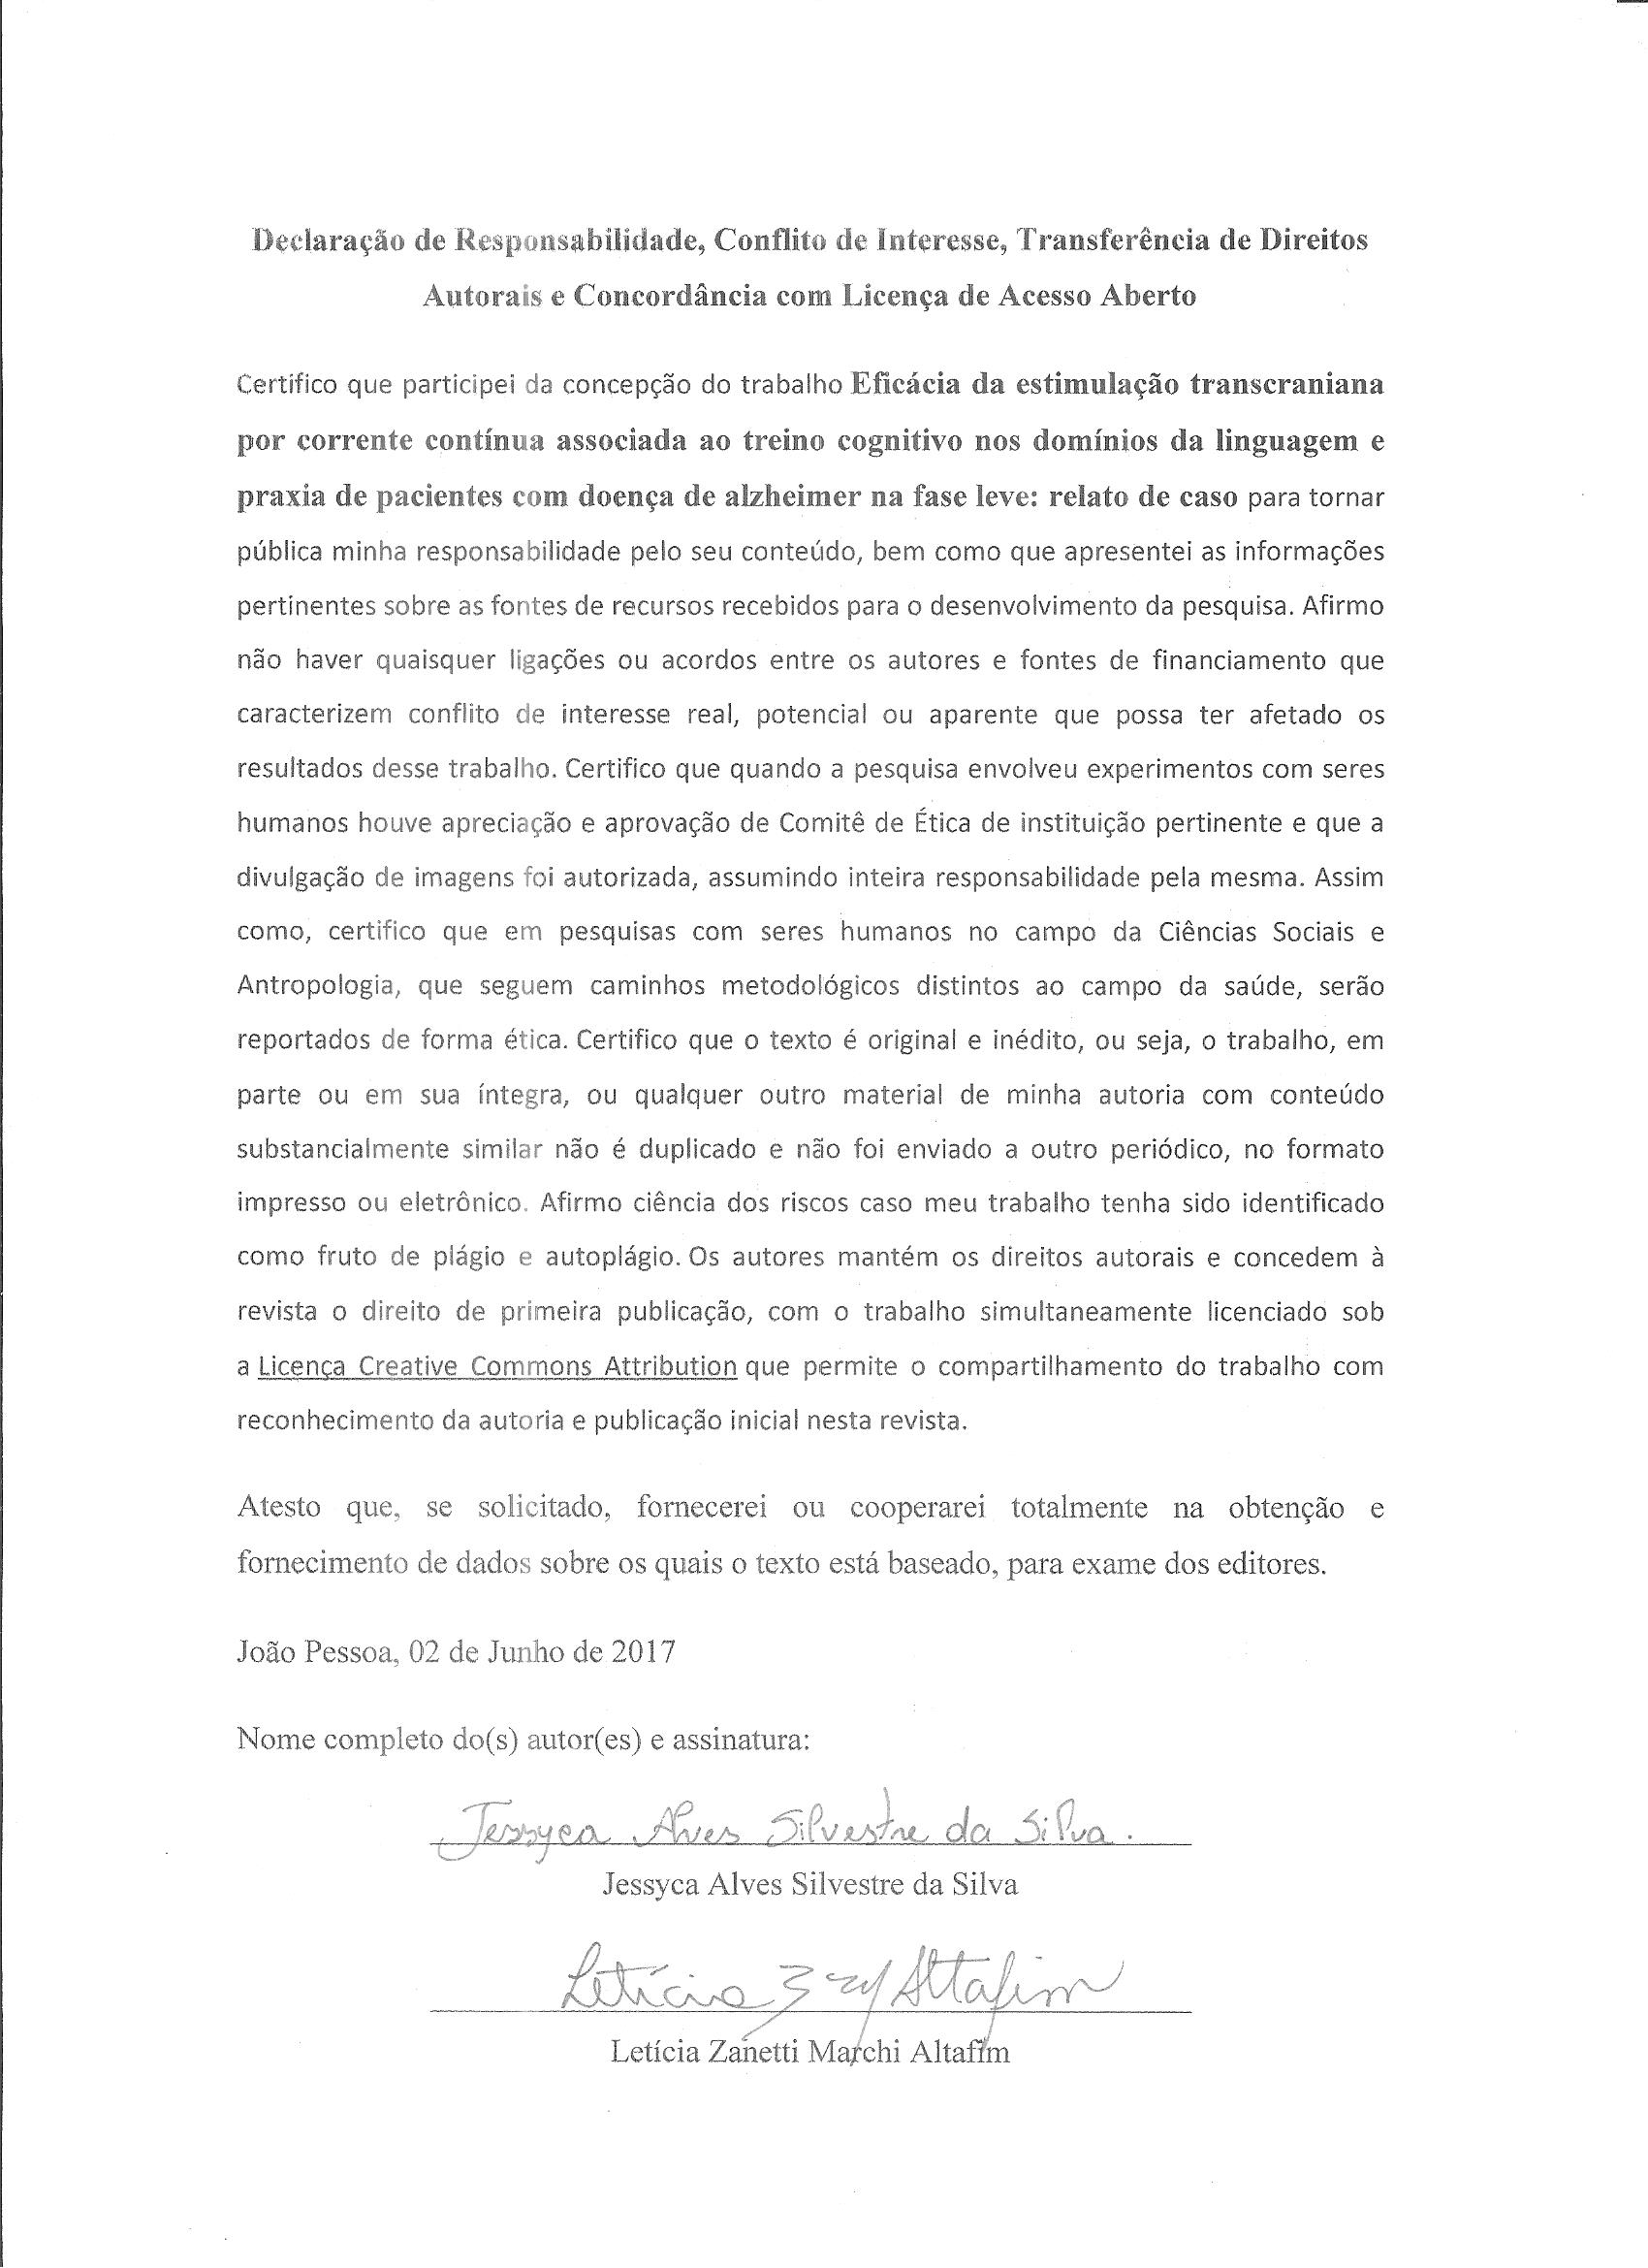 Declaração de Responsabilidade, Conflito de Interesse, Transferência de Direitos
Autorais e Concordância com Licença de Acesso Aberto
Certifico que participei da concepção do trabalho Eficácia da estimulação transcraniana
por corrente contínua associada ao treino cognitivo nos domínios da linguagem e
praxia de pacientes com doença de alzheimer na fase leve: relato de caso para tornar
pública minha responsabilidade pelo seu conteúdo, bem como que apresentei as informações
pertinentes sobre as fontes de recursos recebidos para o desenvolvimento da pesquisa. Afirmo
não haver quaisquer ligações ou acordos entre os autores e fontes de financiamento que
caracterizem conflito de interesse real, potencial ou aparente que possa ter afetado os
resultados desse trabalho. Certifico que quando a pesquisa envolveu experimentos com seres
humanos houve apreciação e aprovação de Comitê de Ética de instituição pertinente e que a
divulgação de imagens foi autorizada, assumindo inteira responsabilidade pela mesma. Assim
como, certifico que em pesquisas com seres humanos no campo da Ciências Sociais e
Antropologia, que seguem caminhos metodológicos distintos ao campo da saúde, serão
reportados de forma ética. Certifico que o texto é original e inédito, ou seja, o trabalho, em
parte ou em sua íntegra, ou qualquer outro material de minha autoria com conteúdo
substancialmente similar não é duplicado e não foi enviado a outro periódico, no formato
impresso ou eletrônico. Afirmo ciência dos riscos caso meu trabalho tenha sido identificado
como fruto de plágio e autoplágio. Os autores mantém os direitos autorais e concedem à
revista o direito de primeira publicação, com o trabalho simultaneamente licenciado sob
a Licença Creative Commons Attribution que permite o compartilhamento do trabalho com
reconhecimento da autoria e publicação inicial nesta revista.
Atesto que, se solicitado, fornecerei ou cooperarei totalmente na obtenção e
fornecimento de dados sobre os quais o texto está baseado, para exame dos editores.
João Pessoa, 02 de Junho de 2017
Nome completo do(s) autor(es) e assinatura:
Jessyca Alves Silvestre da Silva.
Jessyca Alves Silvestre da Silva
Letícia Altafim
Letícia Zanetti Marchi Altafim